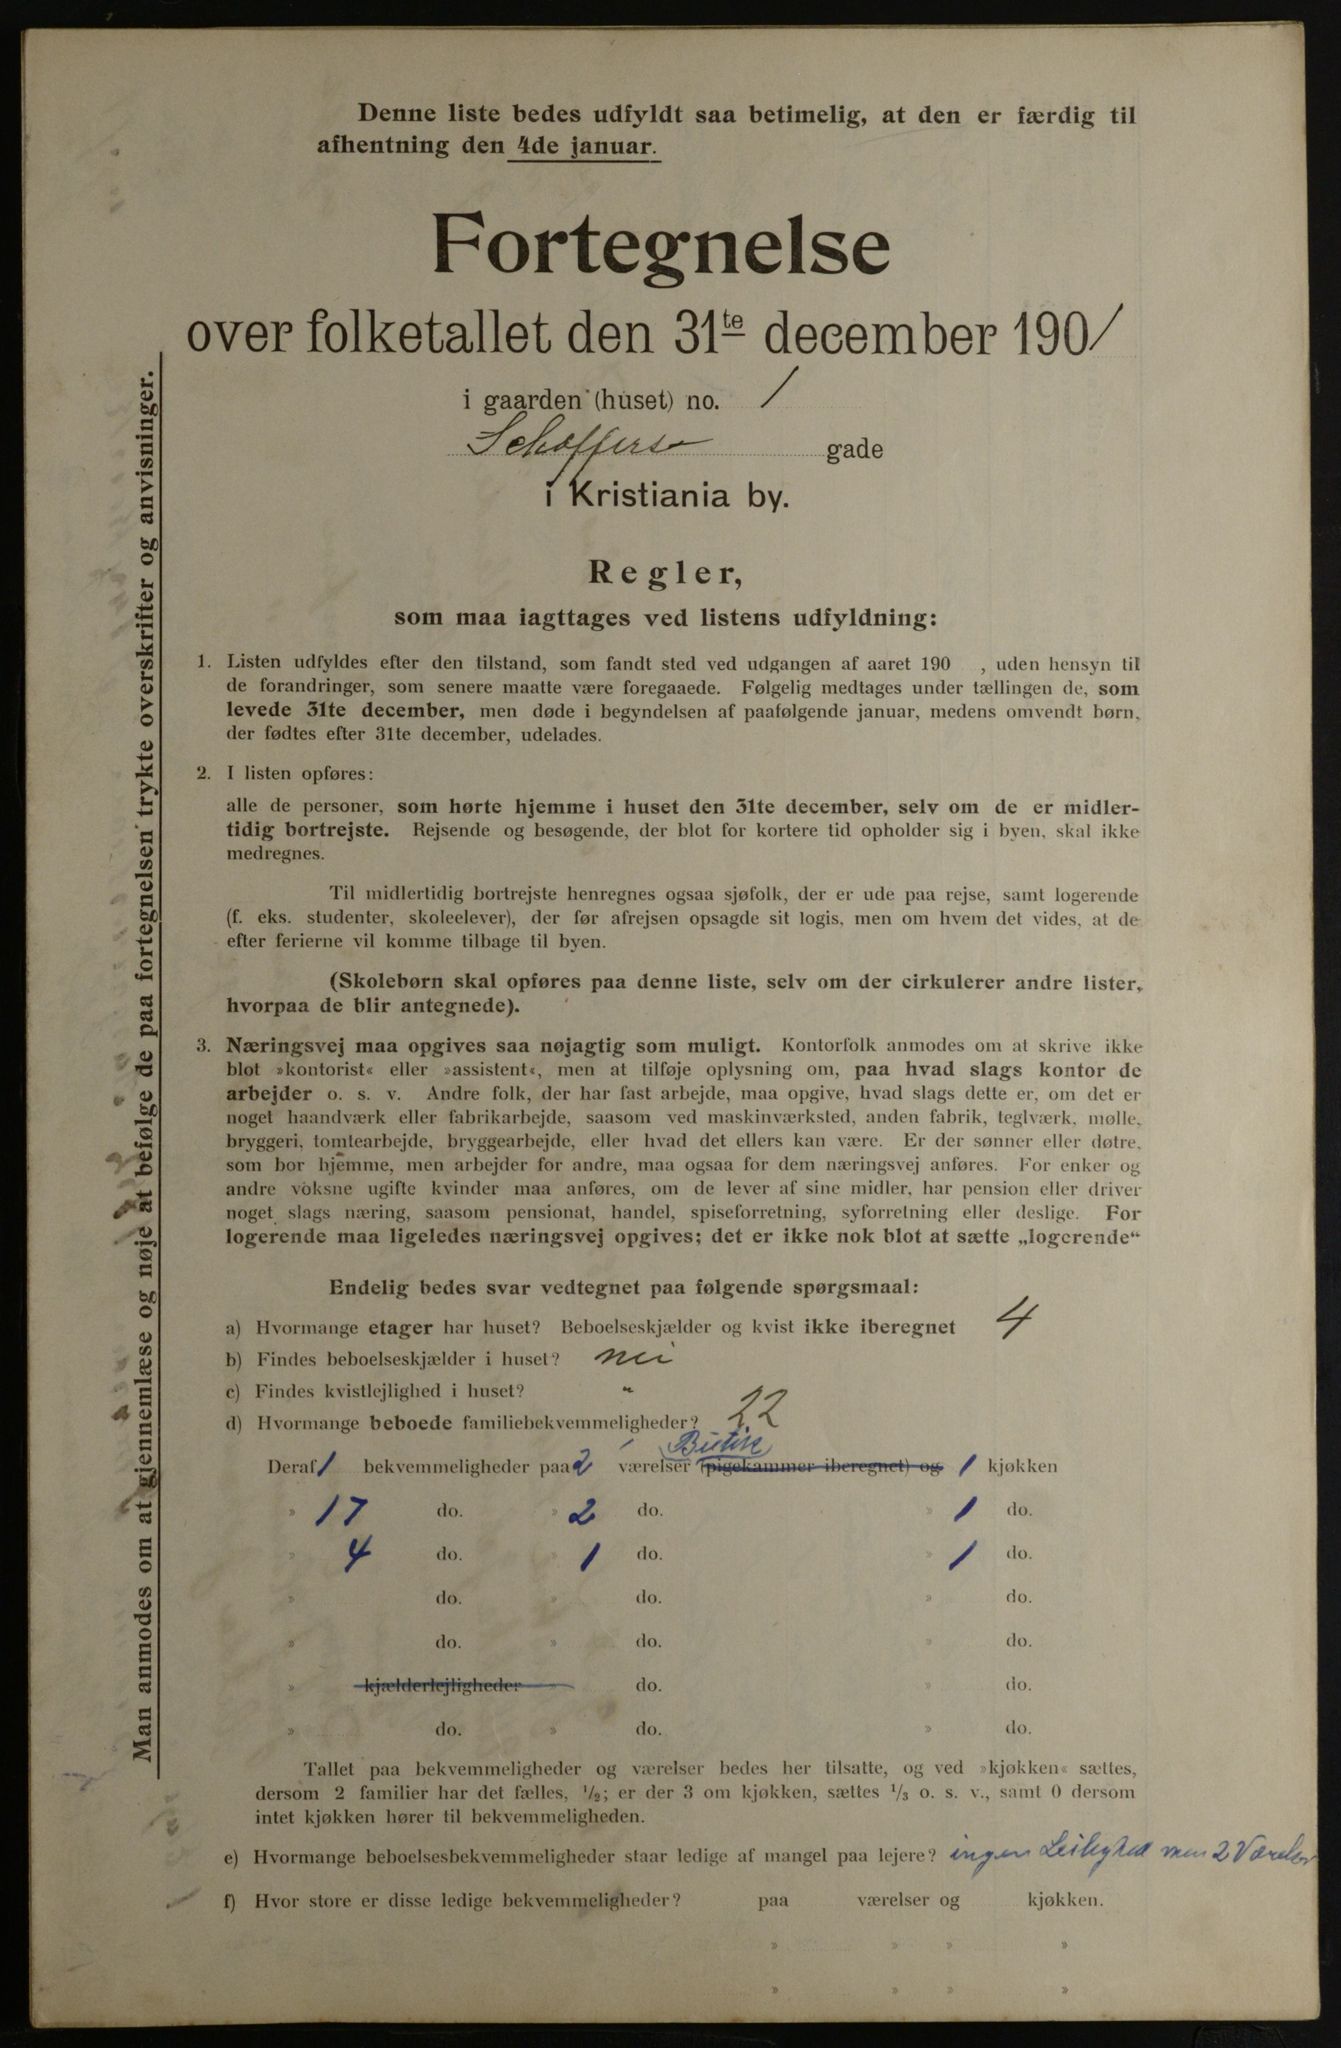 Denne liste bedes udfyldt saa betimelig, at den er færdig til
afhentning den 4de januar.
Fortegnelse
over folketallet den 31te december 1901
i gaarden (huset) no. 1
Schøffers gade
i Kristiania by.
Regler,
som maa iagttages ved listens udfyldning:
1. Listen udfyldes efter den tilstand, som fandt sted ved udgangen af aaret 190 , uden hensyn til
de forandringer, som senere maatte være foregaaede. Følgelig medtages under tællingen de, som
levede 31te december, men døde i begyndelsen af paafølgende januar, medens omvendt børn,
der fødtes efter 31te december, udelades.
2. I listen opføres:
alle de personer, som hørte hjemme i huset den 31te december, selv om de er midler-
tidig bortrejste. Rejsende og besøgende, der blot for kortere tid opholder sig i byen, skal ikke
medregnes.
Til midlertidig bortrejste henregnes ogsaa sjøfolk, der er ude paa rejse, samt logerende
(f. eks. studenter, skoleelever), der før afrejsen opsagde sit logis, men om hvem det vides, at de
efter ferierne vil komme tilbage til byen.
(Skolebørn skal opføres paa denne liste, selv om der cirkulerer andre lister,
hvorpaa de blir antegnede).
3. Næringsvej maa opgives saa nøjagtig som muligt. Kontorfolk anmodes om at skrive ikke
blot »kontorist« eller »assistent«, men at tilføje oplysning om, paa hvad slags kontor de
arbejder o. s. v. Andre folk, der har fast arbejde, maa opgive, hvad slags dette er, om det er
noget haandværk eller fabrikarbejde, saasom ved maskinværksted, anden fabrik, teglværk, mølle,
bryggeri, tomtearbejde, bryggearbejde, eller hvad det ellers kan være. Er der sønner eller døtre,
som bor hjemme, men arbejder for andre, maa ogsaa for dem næringsvej anføres. For enker og
andre voksne ugifte kvinder maa anføres, om de lever af sine midler, har pension eller driver
noget slags næring, saasom pensionat, handel, spiseforretning, syforretning eller deslige. For
logerende maa ligeledes næringsvej opgives; det er ikke nok blot at sætte „logerende“
Endelig bedes svar vedtegnet paa følgende spørgsmaal:
a) Hvormange etager har huset? Beboelseskjælder og kvist ikke iberegnet 4
b) Findes beboelseskjælder i huset? nei
c) Findes kvistlejlighed i huset? "
d) Hvormange beboede familiebekvemmeligheder? 22
Butik
Deraf 1 bekvemmeligheder paa 2 værelser (pigekammer iberegnet) og 1 kjøkken
» 17 do. » 2 do. » 1 do.
» 4 do. » 1 do. » 1 do.
» do. » do. » do.
» do. » do. » do.
» kjælderlejligheder do. » do.
» do. » do. » do.
Tallet paa bekvemmeligheder og værelser bedes her tilsatte, og ved »kjøkken« sættes,
dersom 2 familier har det fælles, 1/2; er der 3 om kjøkken, sættes 1/3 o. s. v., samt 0 dersom
intet kjøkken hører til bekvemmeligheden.
e) Hvormange beboelsesbekvemmeligheder staar ledige af mangel paa lejere? ingen Leilighed men 2 Værelser
f) Hvor store er disse ledige bekvemmeligheder? paa værelser og kjøkken.
» » » »
» » » »
Man anmodes om at gjennemlæse og nøje at befølge de paa fortegnelsen trykte overskrifter og anvisninger.